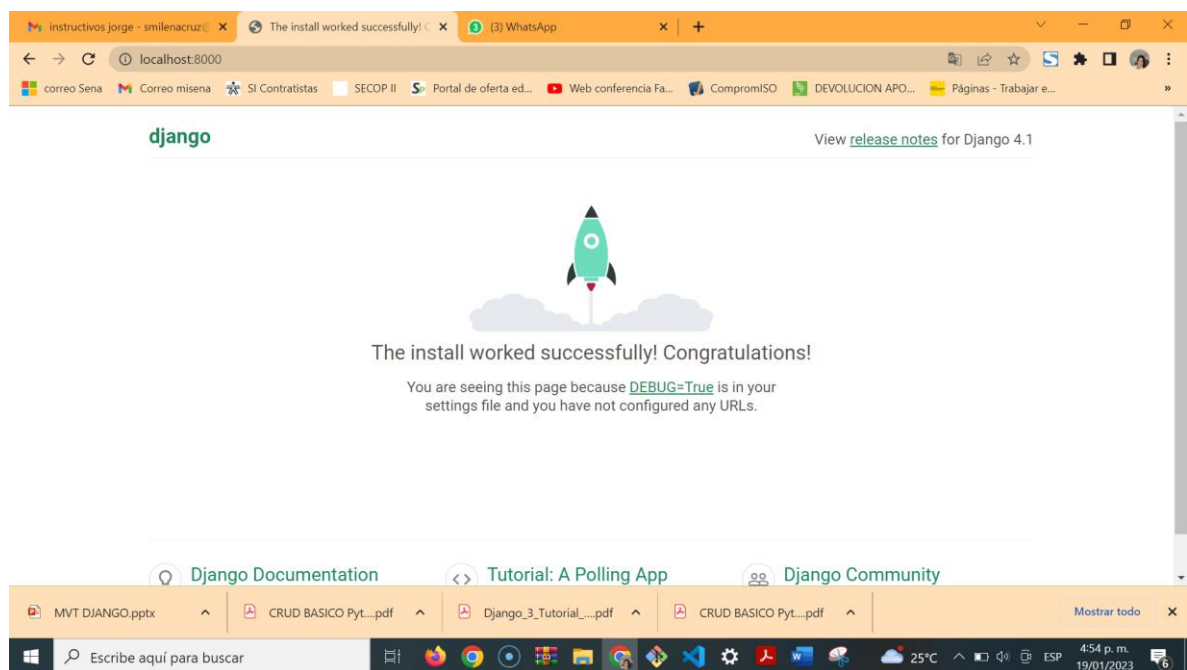 instructivos jorge - smilenacruz@
The install worked successfully! C
(3) WhatsApp
localhost:8000
correo Sena
Correo misena
SI Contratistas
SECOP II
Portal de oferta ed...
Web conferencia Fa...
CompromISO
DEVOLUCION APO...
Páginas - Trabajar e...
»
django
View release notes for Django 4.1
The install worked successfully! Congratulations!
You are seeing this page because DEBUG=True is in your
settings file and you have not configured any URLs.
Django Documentation
Tutorial: A Polling App
Django Community
MVT DJANGO.pptx
CRUD BASICO Pyt....pdf
Django_3_Tutorial_....pdf
CRUD BASICO Pyt....pdf
Mostrar todo
Escribe aquí para buscar
25°C
ESP
4:54 p. m.
19/01/2023
6